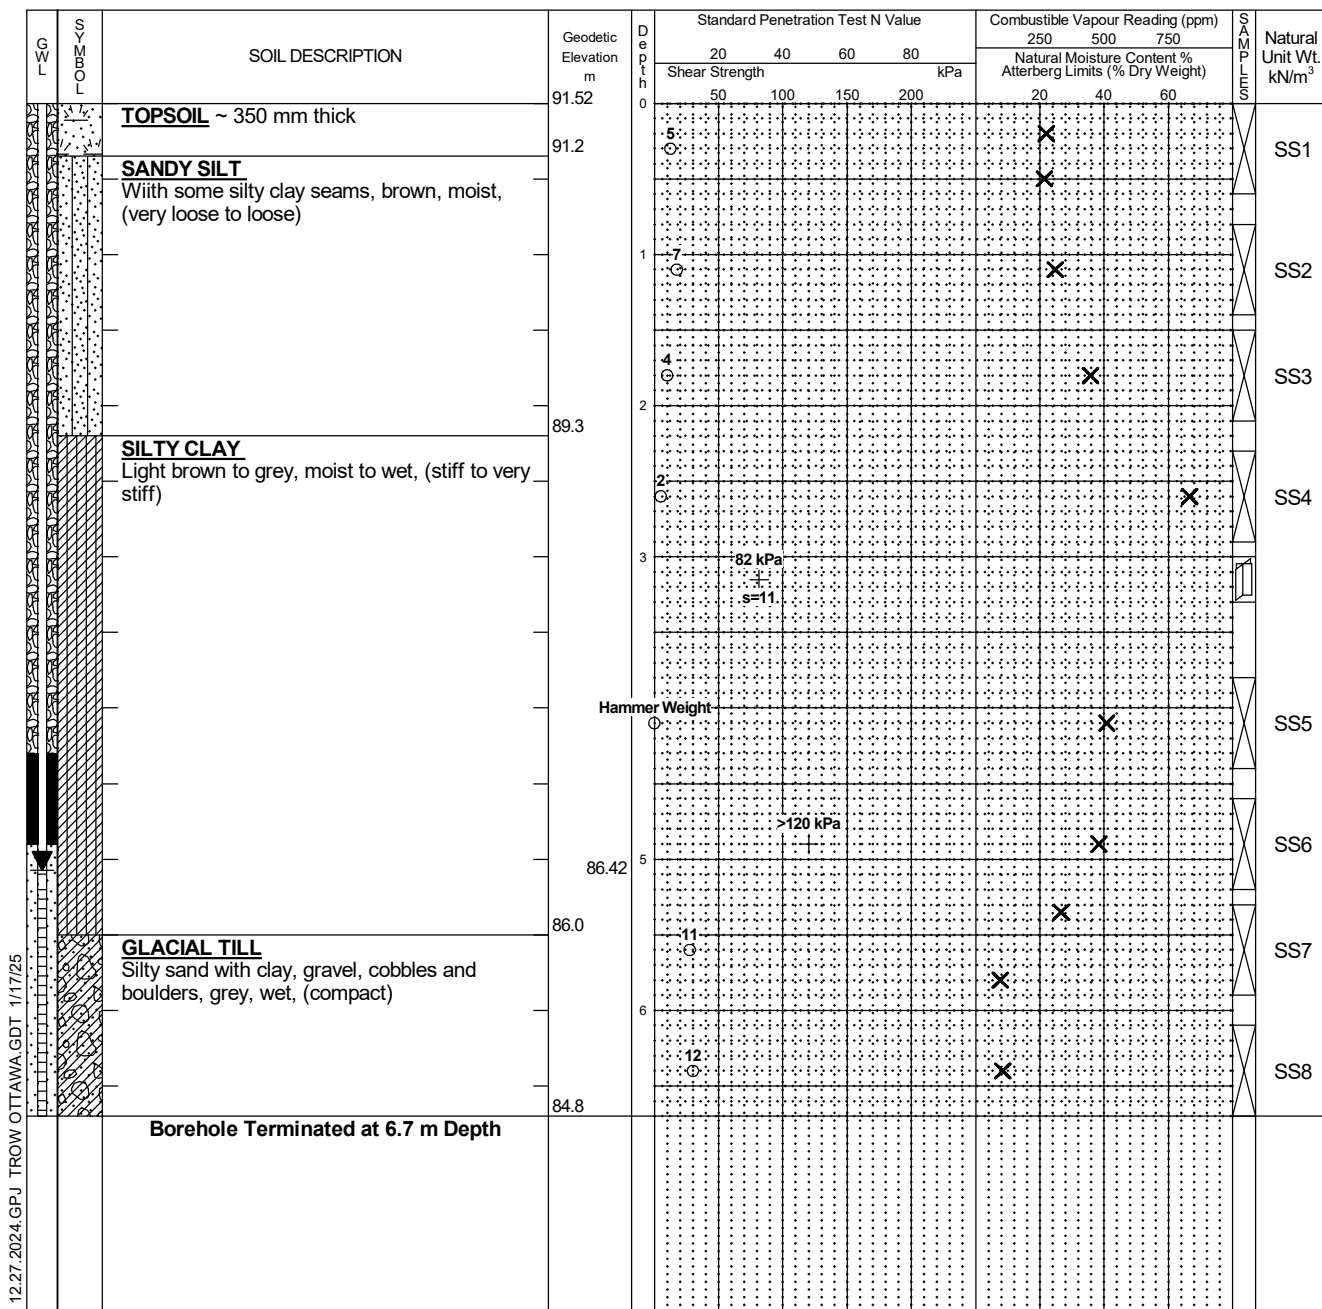 GWL
SYMBOL
SOIL DESCRIPTION
Geodetic
Elevation
m
Depth
Standard Penetration Test N Value
20 40 60 80
Shear Strength kPa
50 100 150 200
Combustible Vapour Reading (ppm)
250 500 750
Natural Moisture Content %
Atterberg Limits (% Dry Weight)
20 40 60
SAMPLES
Natural
Unit Wt.
kN/m³
91.52
0
TOPSOIL ~ 350 mm thick
5
SS1
91.2
SANDY SILT
Wiith some silty clay seams, brown, moist,
(very loose to loose)
1
7
SS2
4
SS3
2
89.3
SILTY CLAY
Light brown to grey, moist to wet, (stiff to very
stiff)
2
SS4
3
82 kPa
s=11
Hammer Weight
SS5
>120 kPa
SS6
5
86.42
86.0
GLACIAL TILL
Silty sand with clay, gravel, cobbles and
boulders, grey, wet, (compact)
11
SS7
6
12
SS8
84.8
Borehole Terminated at 6.7 m Depth
12.27.2024.GPJ TROW OTTAWA.GDT 1/17/25